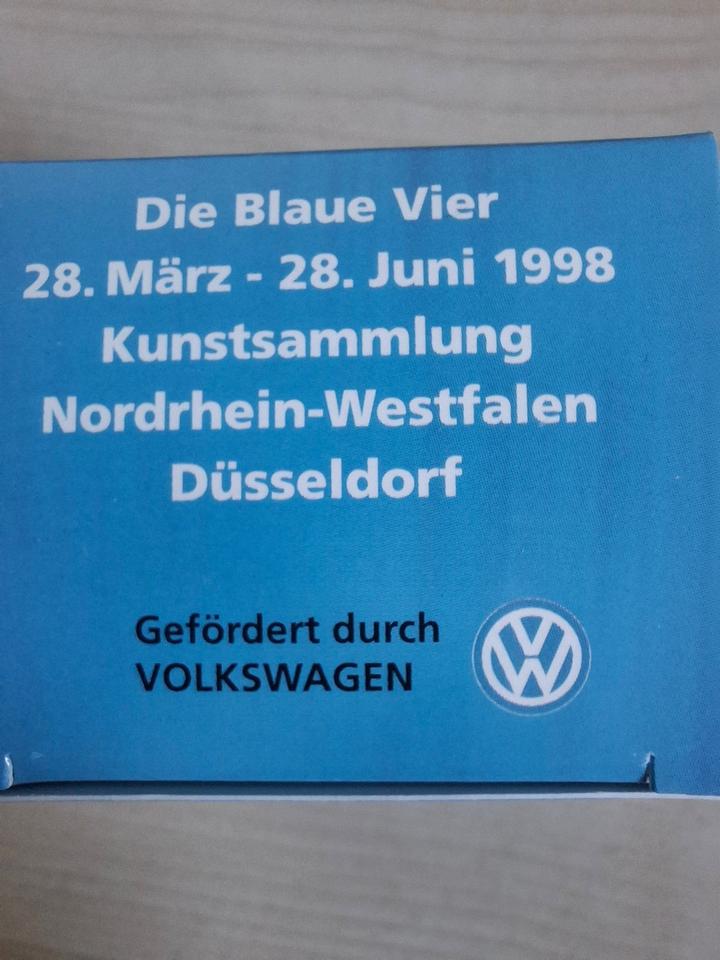 Die Blaue Vier
28. März - 28. Juni 1998
Kunstsammlung
Nordrhein-Westfalen
Düsseldorf
Gefördert durch
VOLKSWAGEN